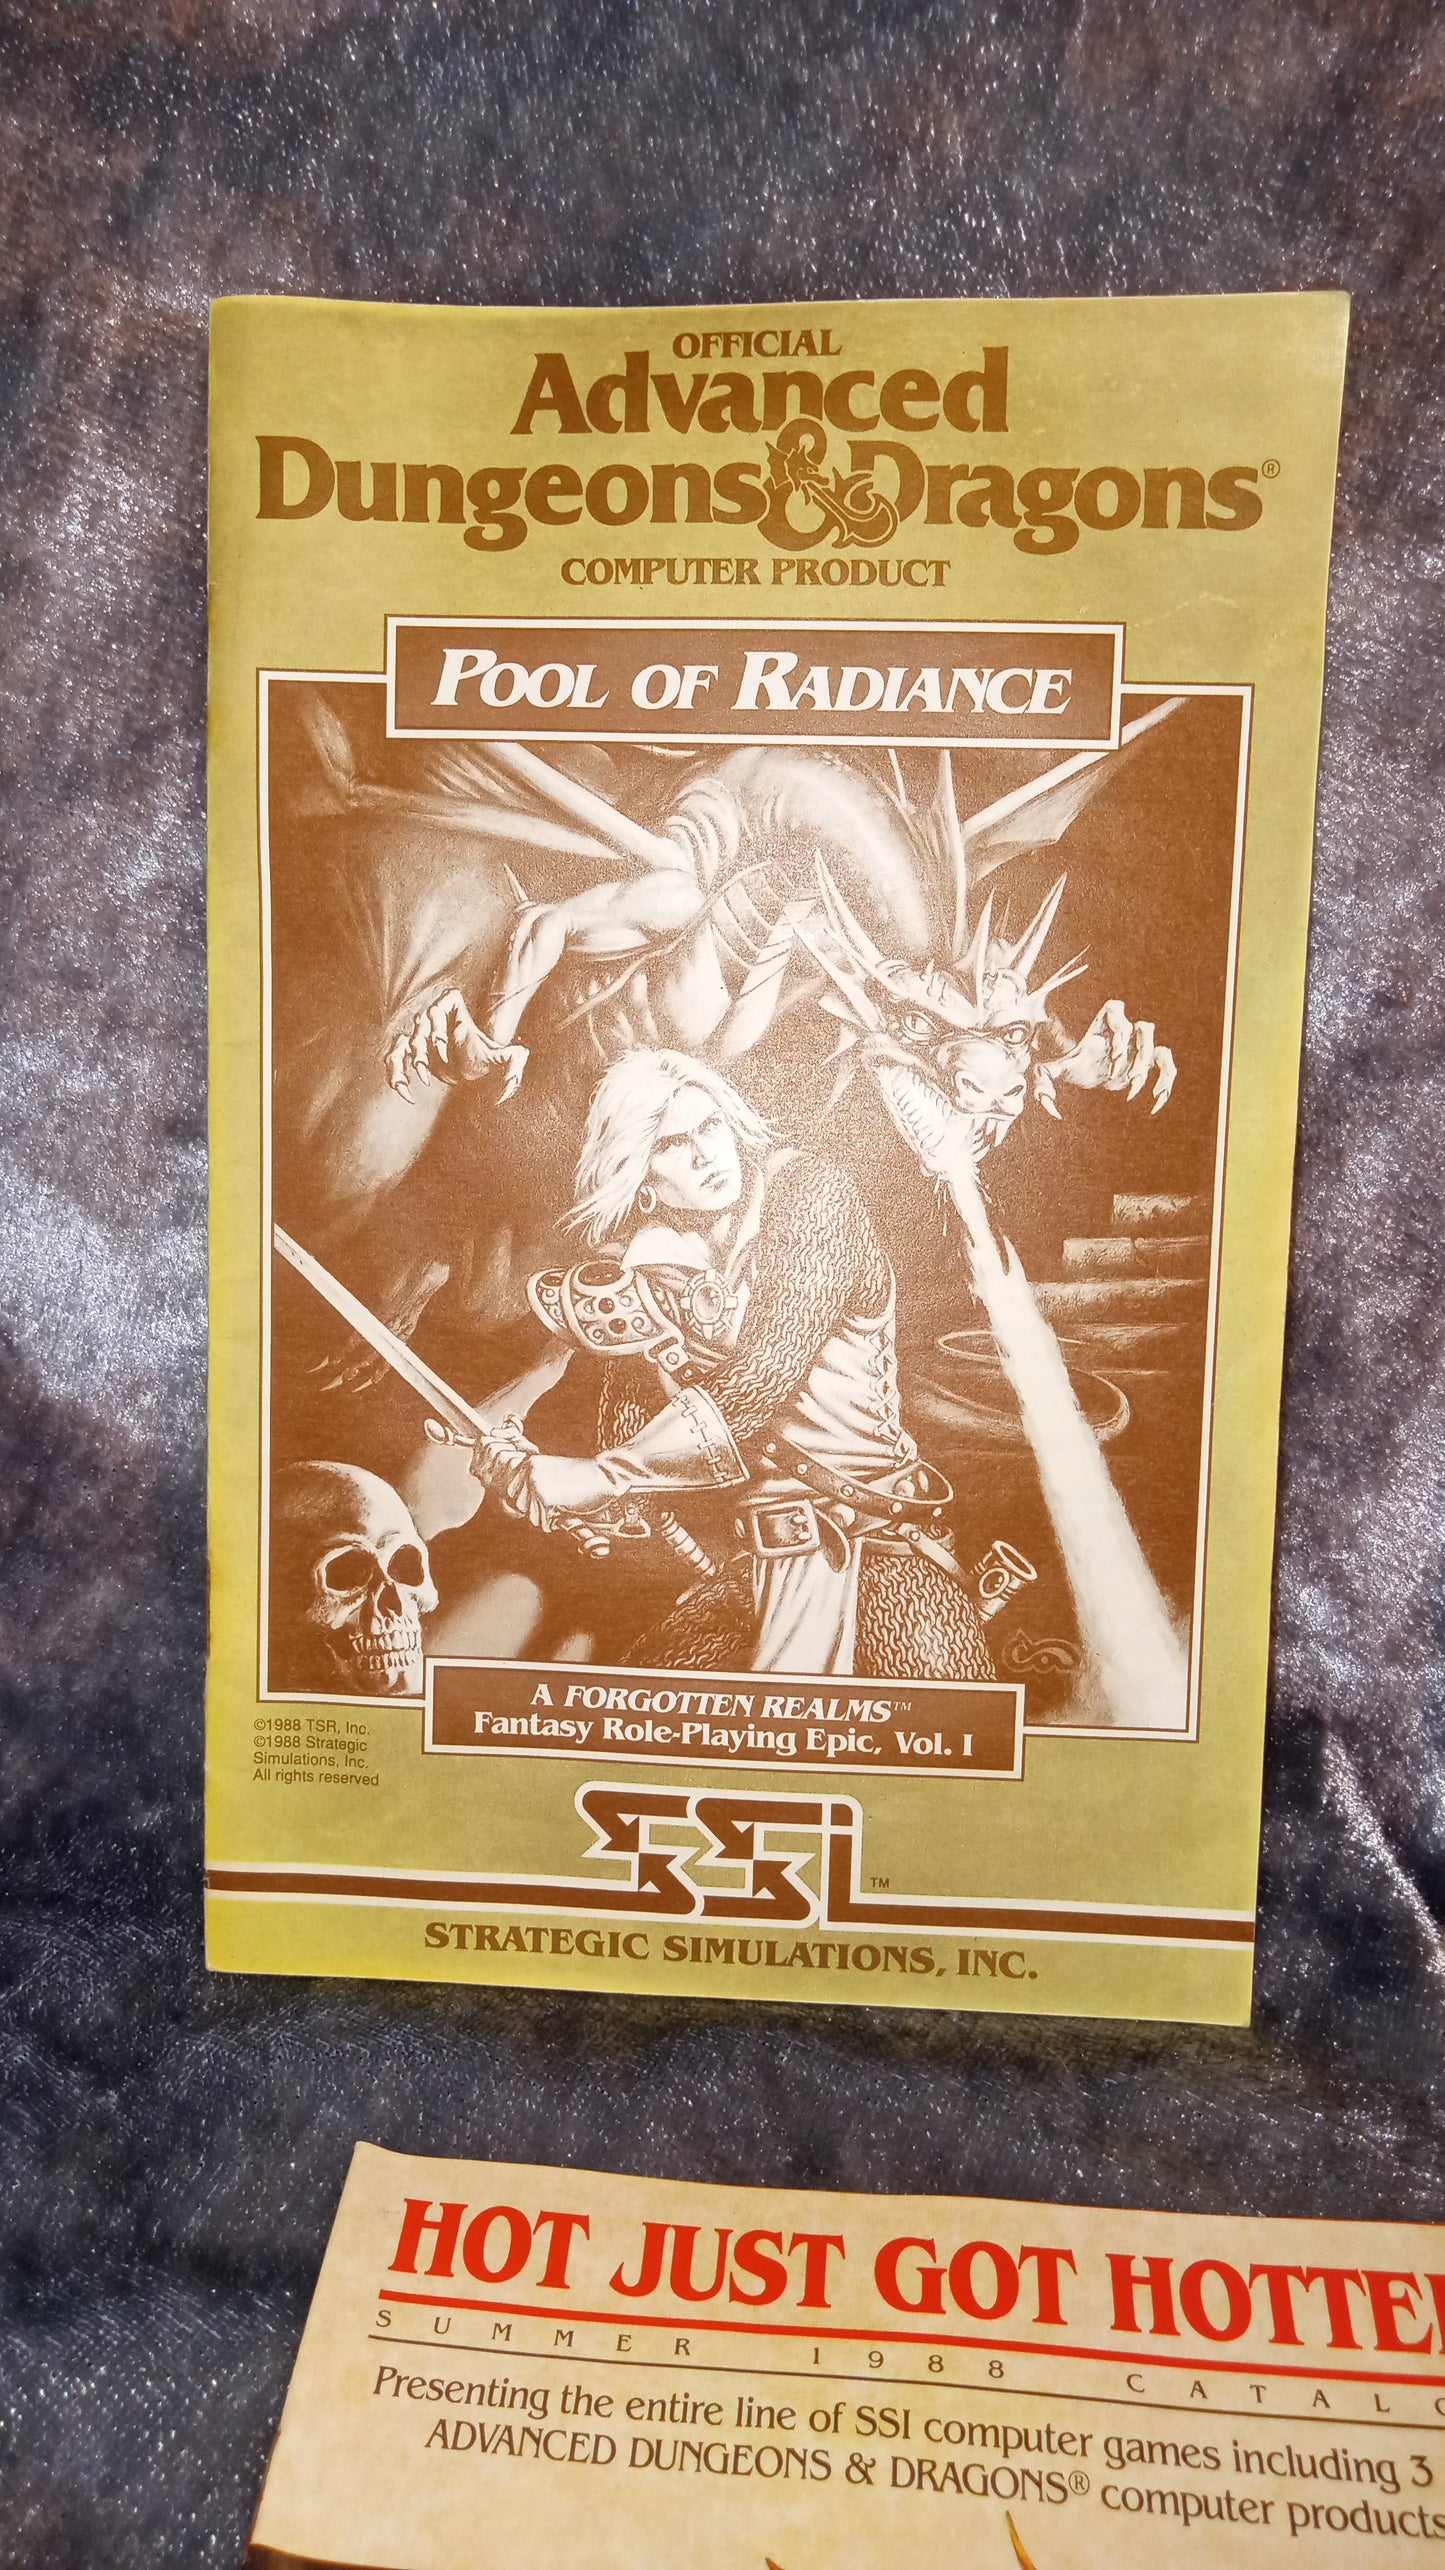 OFFICIAL
Advanced
Dungeons & Dragons®
COMPUTER PRODUCT
POOL OF RADIANCE
A FORGOTTEN REALMS™
Fantasy Role-Playing Epic, Vol. I
©1988 TSR, Inc.
©1988 Strategic
Simulations, Inc.
All rights reserved
SSI™
STRATEGIC SIMULATIONS, INC.
HOT JUST GOT HOTTE
SUMMER 1988 CATAL
Presenting the entire line of SSI computer games including 3
ADVANCED DUNGEONS & DRAGONS® computer products